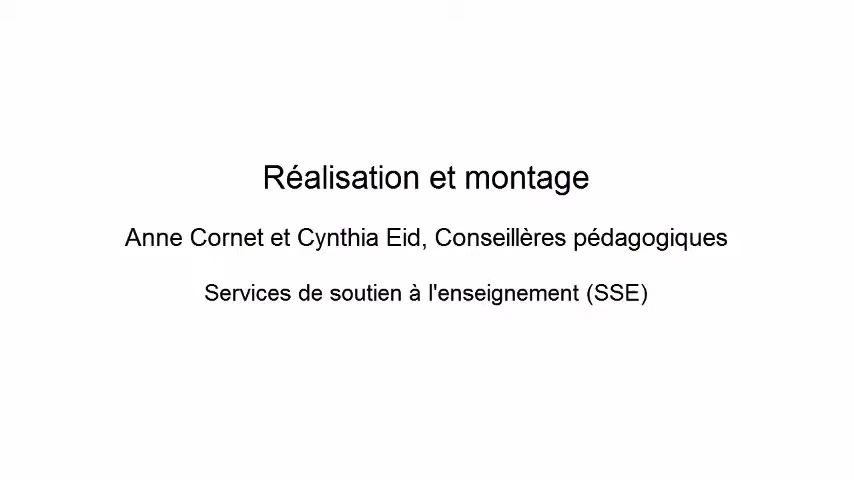 Réalisation et montage
Anne Cornet et Cynthia Eid, Conseillères pédagogiques
Services de soutien à l'enseignement (SSE)